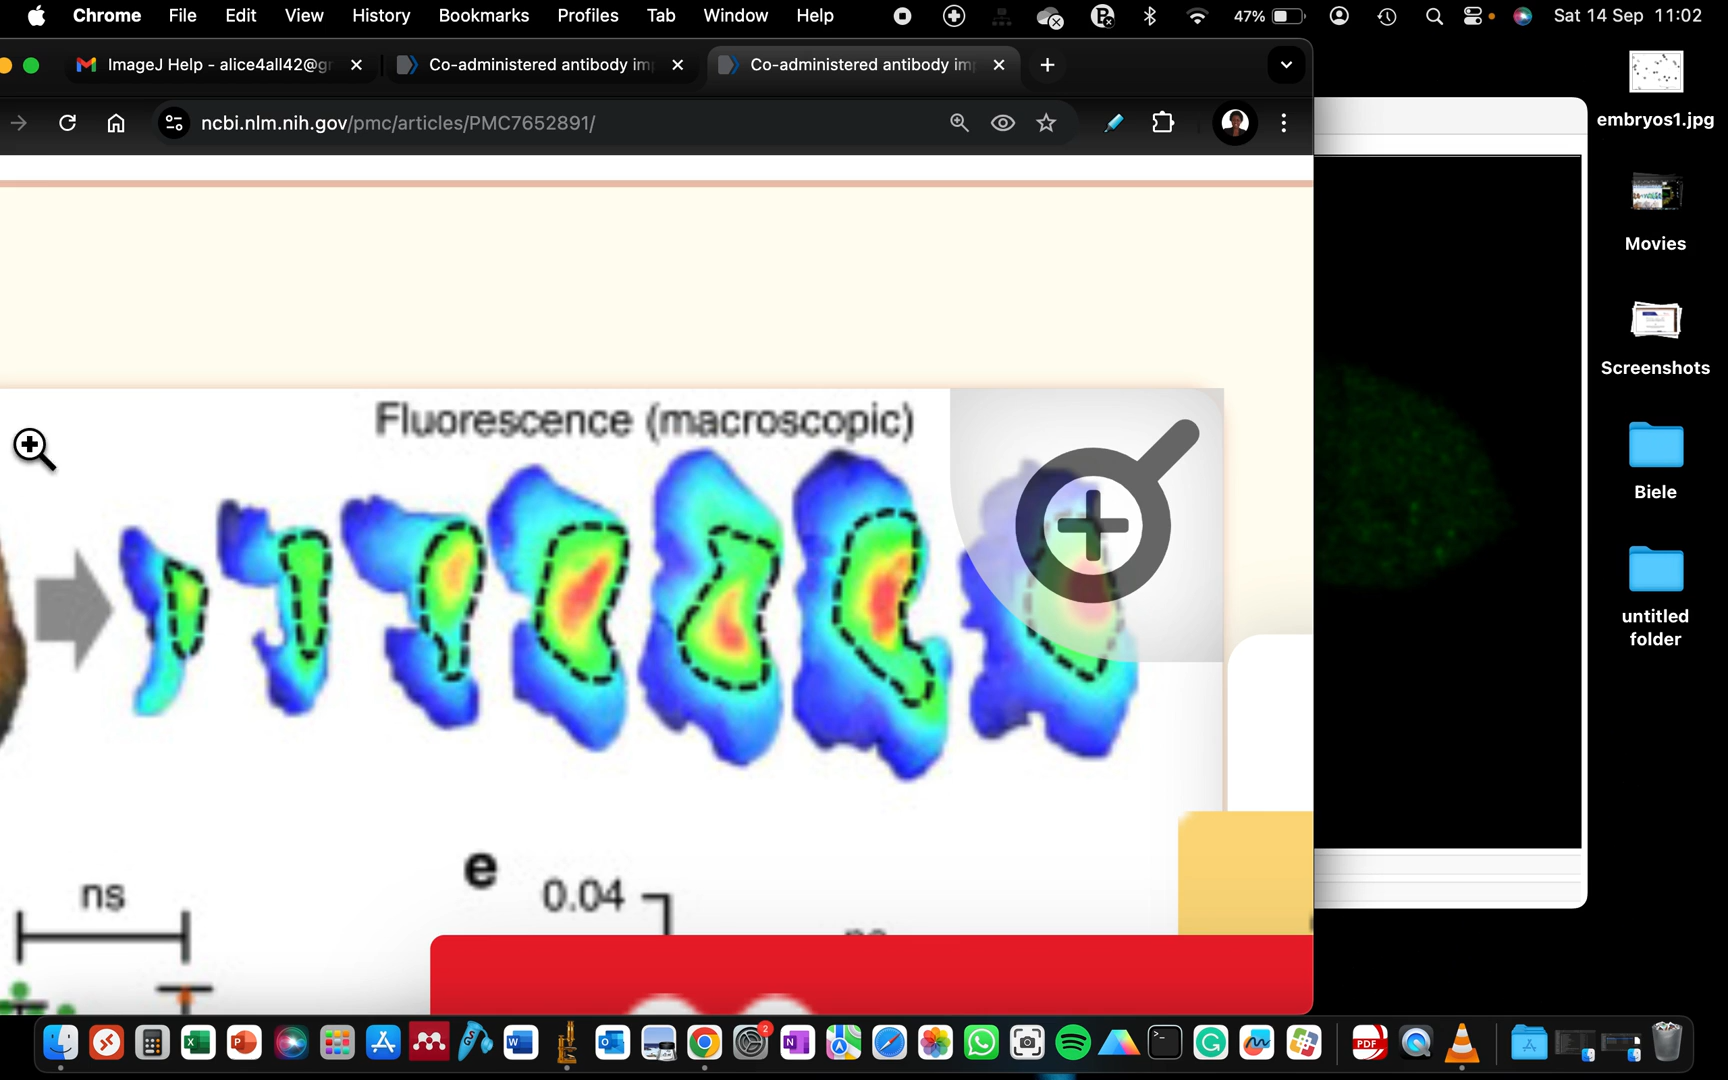 Chrome File Edit View History Bookmarks Profiles Tab Window Help 47% Sat 14 Sep 11:02
ImageJ Help - alice4all42@g
Co-administered antibody im
Co-administered antibody im
ncbi.nlm.nih.gov/pmc/articles/PMC7652891/
embryos1.jpg
Movies
Screenshots
Biele
untitled
folder
Fluorescence (macroscopic)
ns
e
0.04
2
PDF